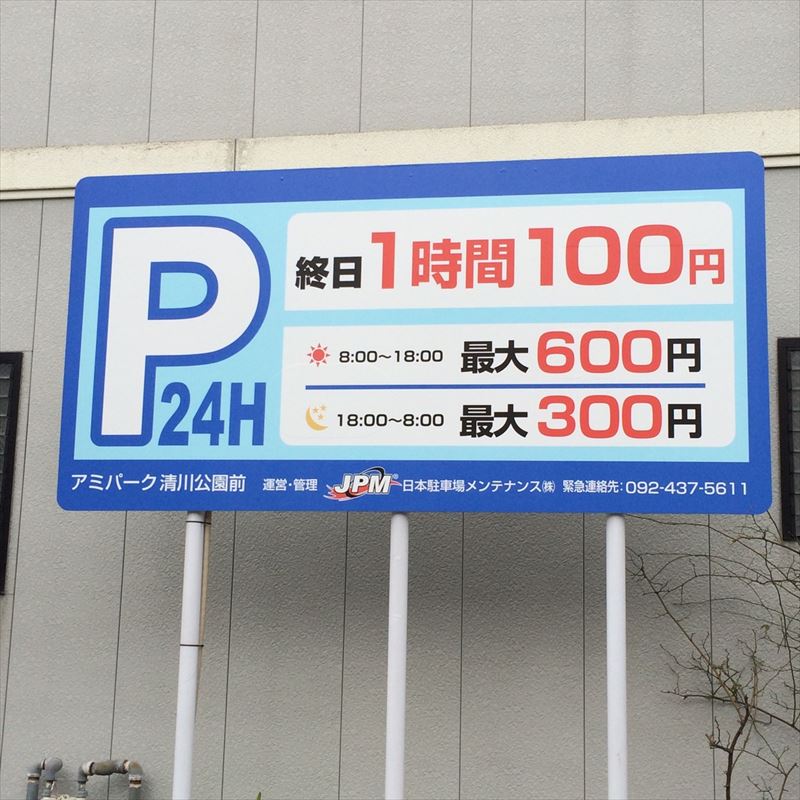 P
24H
終日1時間100円
8:00～18:00 最大600円
18:00～8:00 最大300円
アミパーク清川公園前 運営・管理 JPM® 日本駐車場メンテナンス㈱ 緊急連絡先:092-437-5611